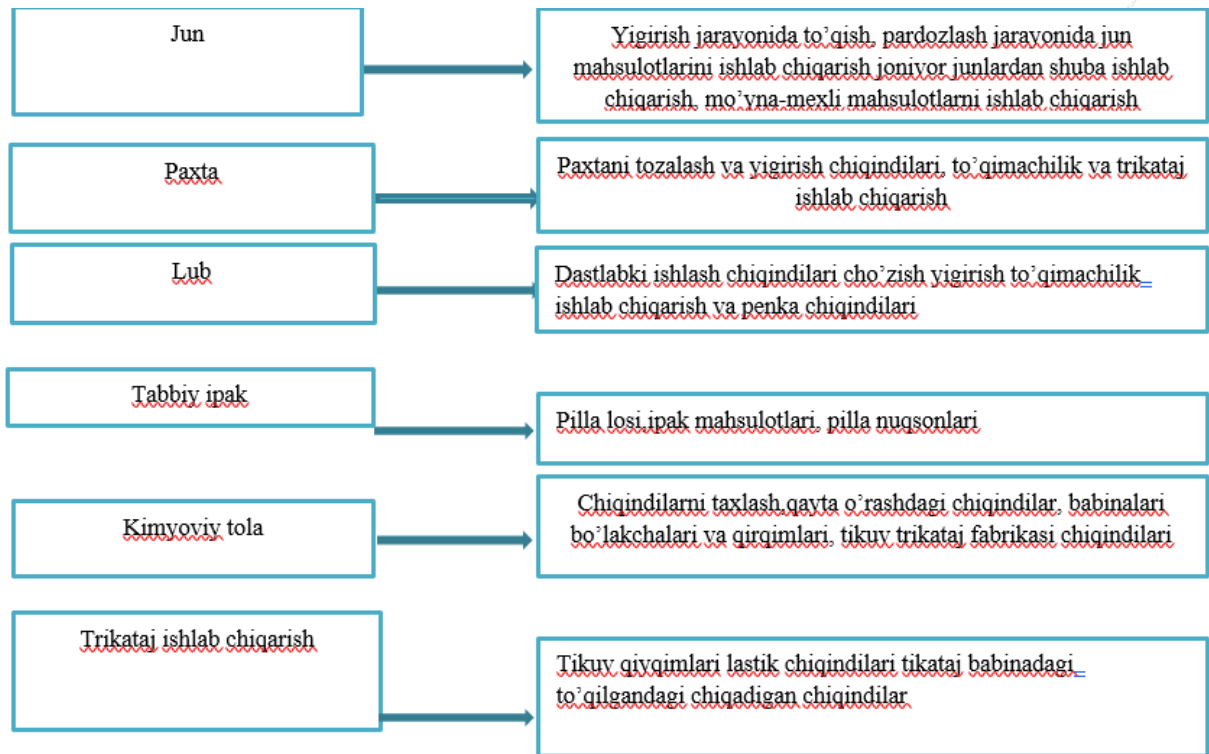 Jun
Yigirish jarayonida to’qish, pardozlash jarayonida jun
mahsulotlarini ishlab chiqarish joniyor junlardan shuba ishlab
chiqarish, mo’yna-mexli mahsulotlarni ishlab chiqarish
Paxta
Paxtani tozalash va yigirish chiqindilari, to’qimachilik va trikataj
ishlab chiqarish
Lub
Dastlabki ishlash chiqindilari cho’zish yigirish to’qimachilik
ishlab chiqarish va penka chiqindilari
Tabbiy ipak
Pilla losi,ipak mahsulotlari, pilla nuqsonlari
Kimyoviy tola
Chiqindilarni taxlash,qayta o’rashdagi chiqindilar, babinalari
bo’lakchalari va qirqimlari, tikuv trikataj fabrikasi chiqindilari
Trikataj ishlab chiqarish
Tikuv qiyqimlari lastik chiqindilari tikataj babinadagi
to’qilgandagi chiqadigan chiqindilar